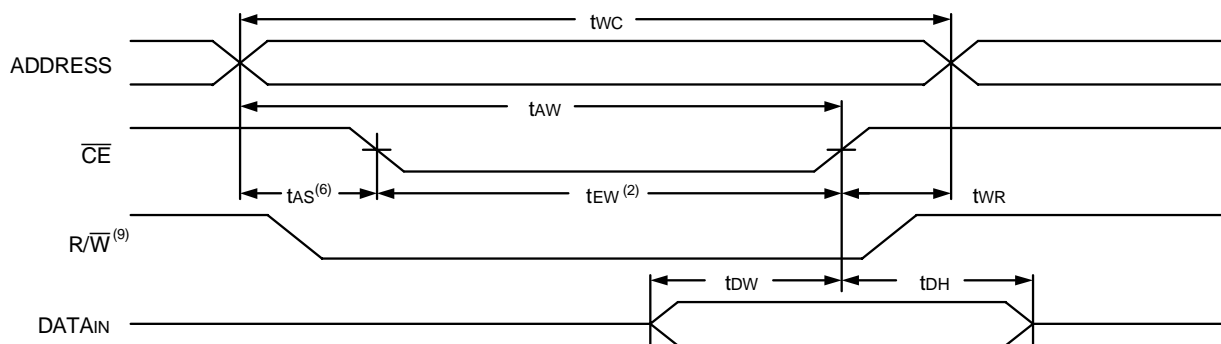 tWC
ADDRESS
tAW
CE
tAS(6) tEW (2) tWR
R/W (9)
tDW tDH
DATAIN